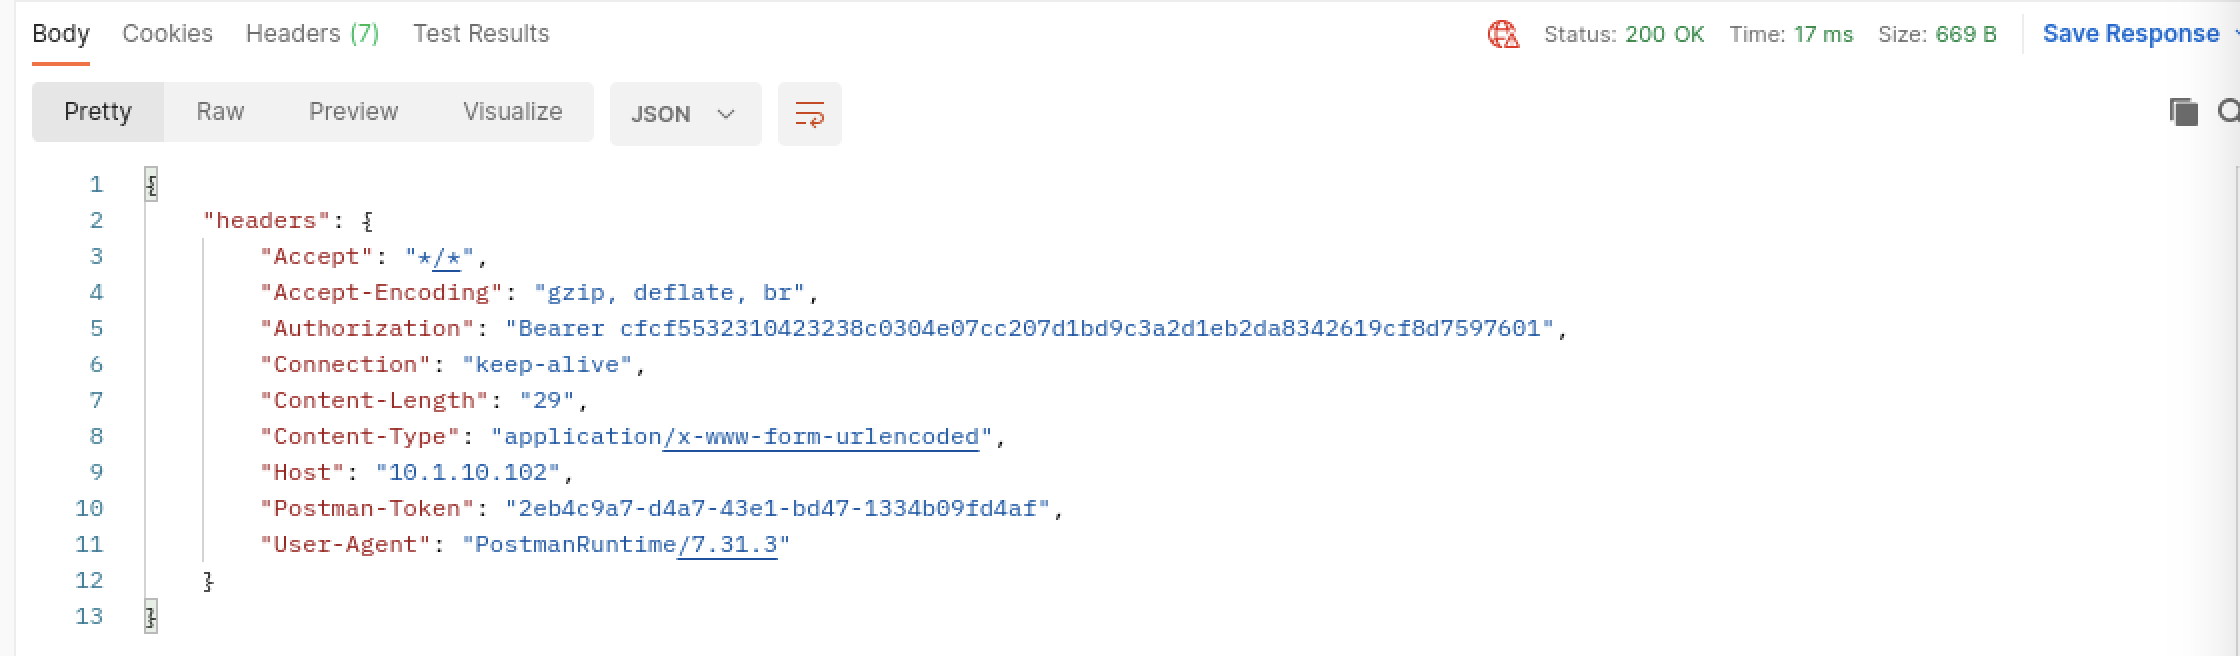 Body Cookies Headers (7) Test Results Status: 200 OK Time: 17 ms Size: 669 B Save Response
Pretty Raw Preview Visualize JSON
1 {
2 "headers": {
3 "Accept": "*/*",
4 "Accept-Encoding": "gzip, deflate, br",
5 "Authorization": "Bearer cfcf5532310423238c0304e07cc207d1bd9c3a2d1eb2da8342619cf8d7597601",
6 "Connection": "keep-alive",
7 "Content-Length": "29",
8 "Content-Type": "application/x-www-form-urlencoded",
9 "Host": "10.1.10.102",
10 "Postman-Token": "2eb4c9a7-d4a7-43e1-bd47-1334b09fd4af",
11 "User-Agent": "PostmanRuntime/7.31.3"
12 }
13 }